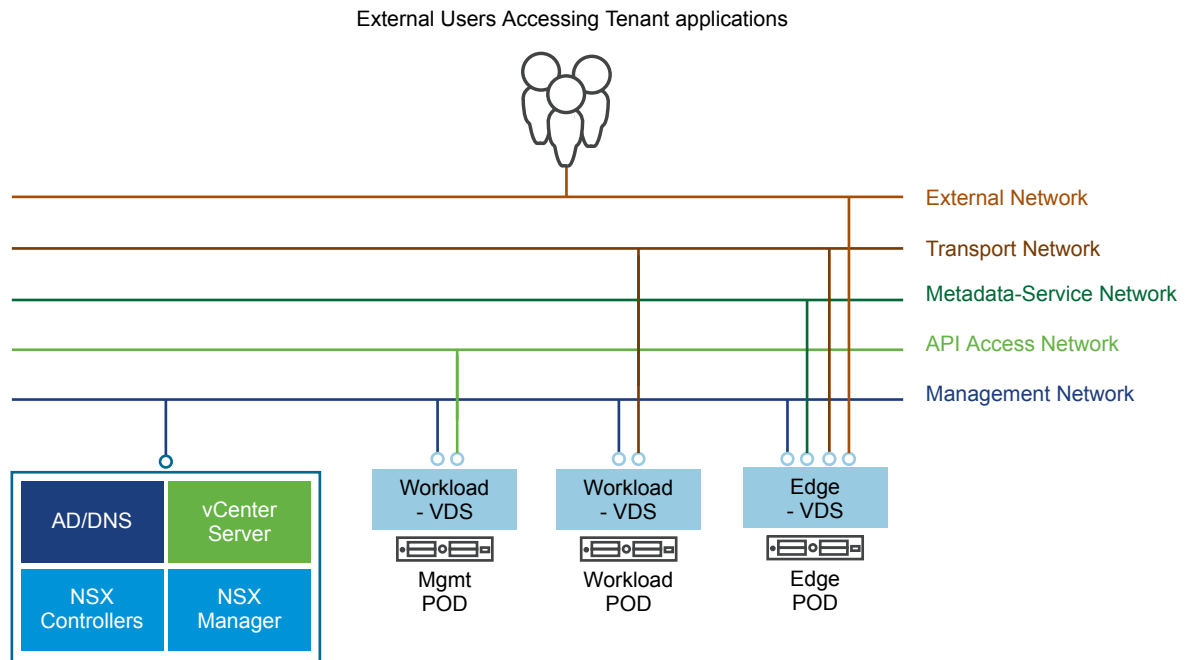 External Users Accessing Tenant applications
External Network
Transport Network
Metadata-Service Network
API Access Network
Management Network
AD/DNS
vCenter
Server
NSX
Controllers
NSX
Manager
Workload
- VDS
Mgmt
POD
Workload
- VDS
Workload
POD
Edge
- VDS
Edge
POD